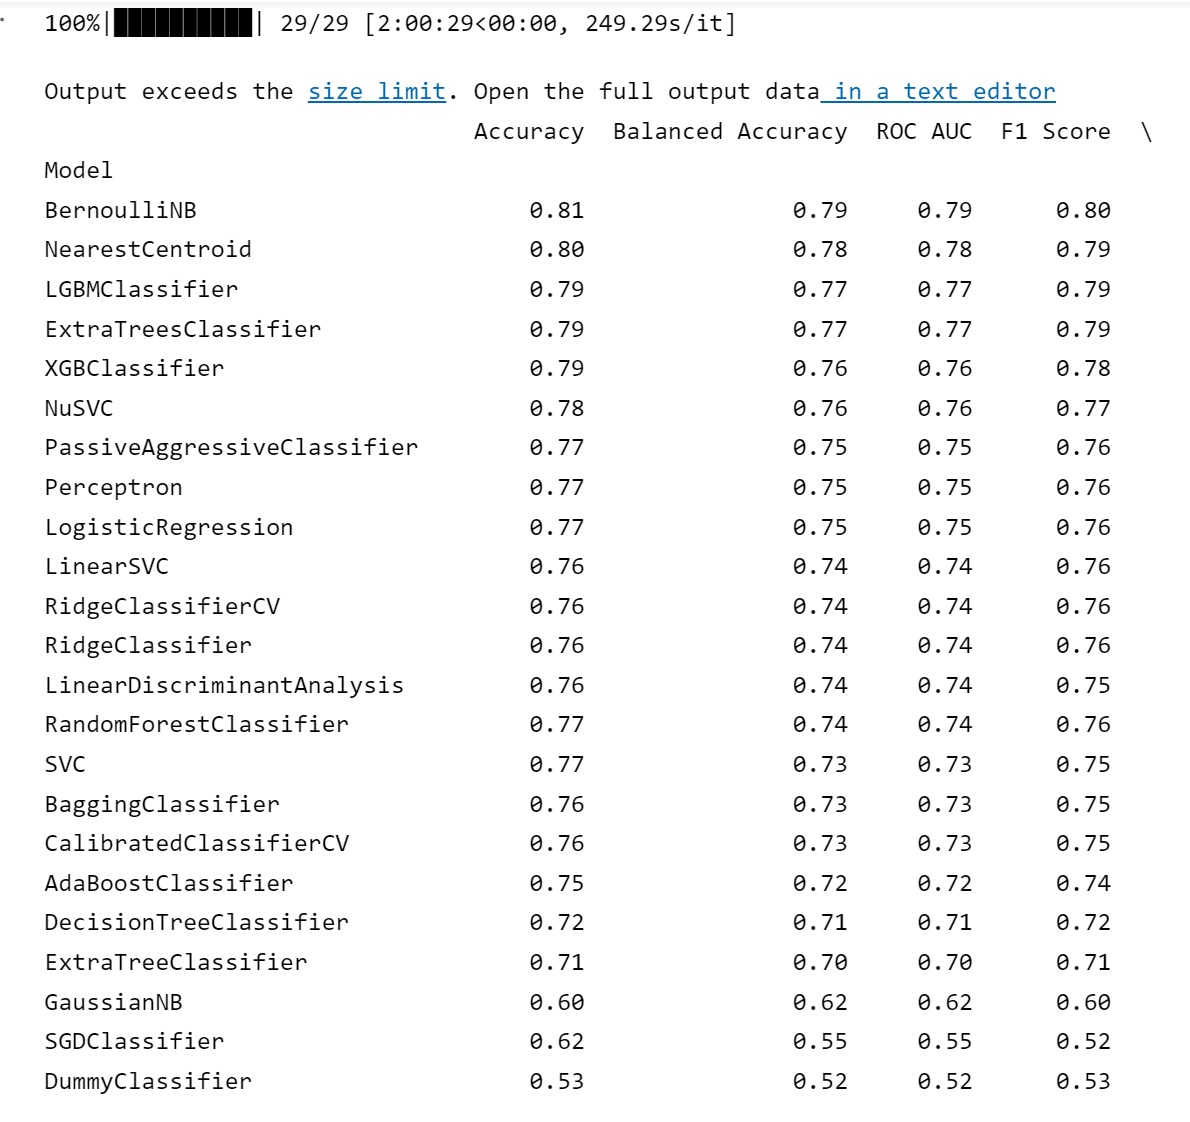 100%|██████████| 29/29 [2:00:29<00:00, 249.29s/it]
Output exceeds the size limit. Open the full output data in a text editor
Accuracy Balanced Accuracy ROC AUC F1 Score \
Model
BernoulliNB 0.81 0.79 0.79 0.80
NearestCentroid 0.80 0.78 0.78 0.79
LGBMClassifier 0.79 0.77 0.77 0.79
ExtraTreesClassifier 0.79 0.77 0.77 0.79
XGBClassifier 0.79 0.76 0.76 0.78
NuSVC 0.78 0.76 0.76 0.77
PassiveAggressiveClassifier 0.77 0.75 0.75 0.76
Perceptron 0.77 0.75 0.75 0.76
LogisticRegression 0.77 0.75 0.75 0.76
LinearSVC 0.76 0.74 0.74 0.76
RidgeClassifierCV 0.76 0.74 0.74 0.76
RidgeClassifier 0.76 0.74 0.74 0.76
LinearDiscriminantAnalysis 0.76 0.74 0.74 0.75
RandomForestClassifier 0.77 0.74 0.74 0.76
SVC 0.77 0.73 0.73 0.75
BaggingClassifier 0.76 0.73 0.73 0.75
CalibratedClassifierCV 0.76 0.73 0.73 0.75
AdaBoostClassifier 0.75 0.72 0.72 0.74
DecisionTreeClassifier 0.72 0.71 0.71 0.72
ExtraTreeClassifier 0.71 0.70 0.70 0.71
GaussianNB 0.60 0.62 0.62 0.60
SGDClassifier 0.62 0.55 0.55 0.52
DummyClassifier 0.53 0.52 0.52 0.53